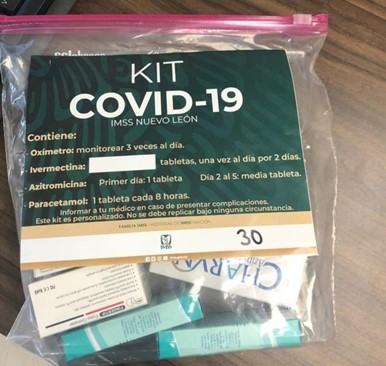 KIT
COVID-19
IMSS NUEVO LEÓN
Contiene:
· Oxímetro: monitorear 3 veces al día.
· Ivermectina: tabletas, una vez al día por 2 días.
· Azitromicina: Primer día: 1 tableta Día 2 al 5: media tableta.
· Paracetamol: 1 tableta cada 8 horas.
Informar a tu médico en caso de presentar complicaciones.
Este kit es personalizado. No se debe replicar bajo ninguna circunstancia.
IMSS
30